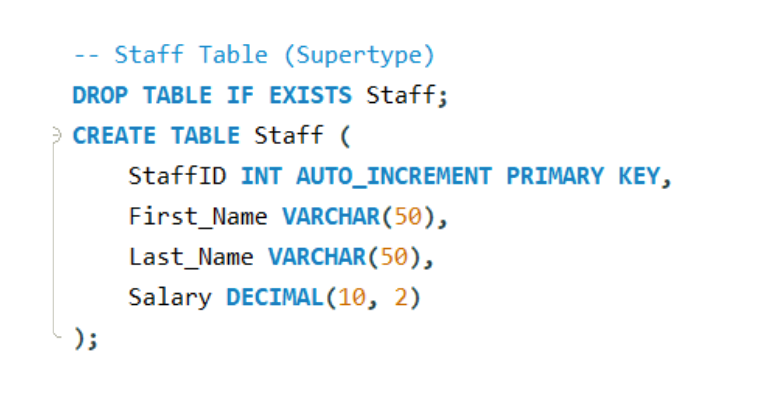 -- Staff Table (Supertype)
DROP TABLE IF EXISTS Staff;
CREATE TABLE Staff (
    StaffID INT AUTO_INCREMENT PRIMARY KEY,
    First_Name VARCHAR(50),
    Last_Name VARCHAR(50),
    Salary DECIMAL(10, 2)
);